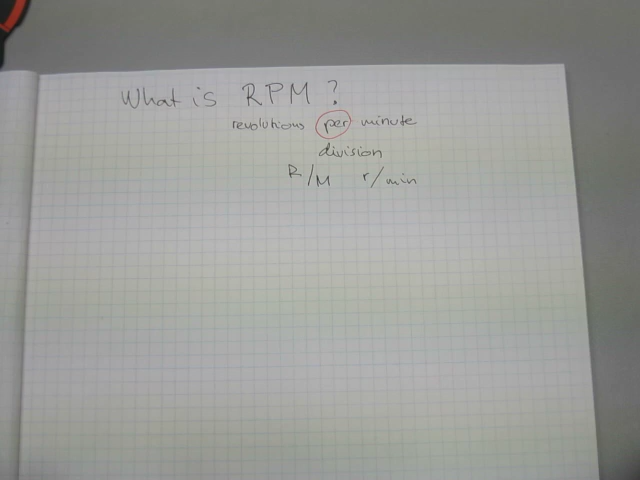 What is RPM?
revolutions per minute
division
R/M r/min